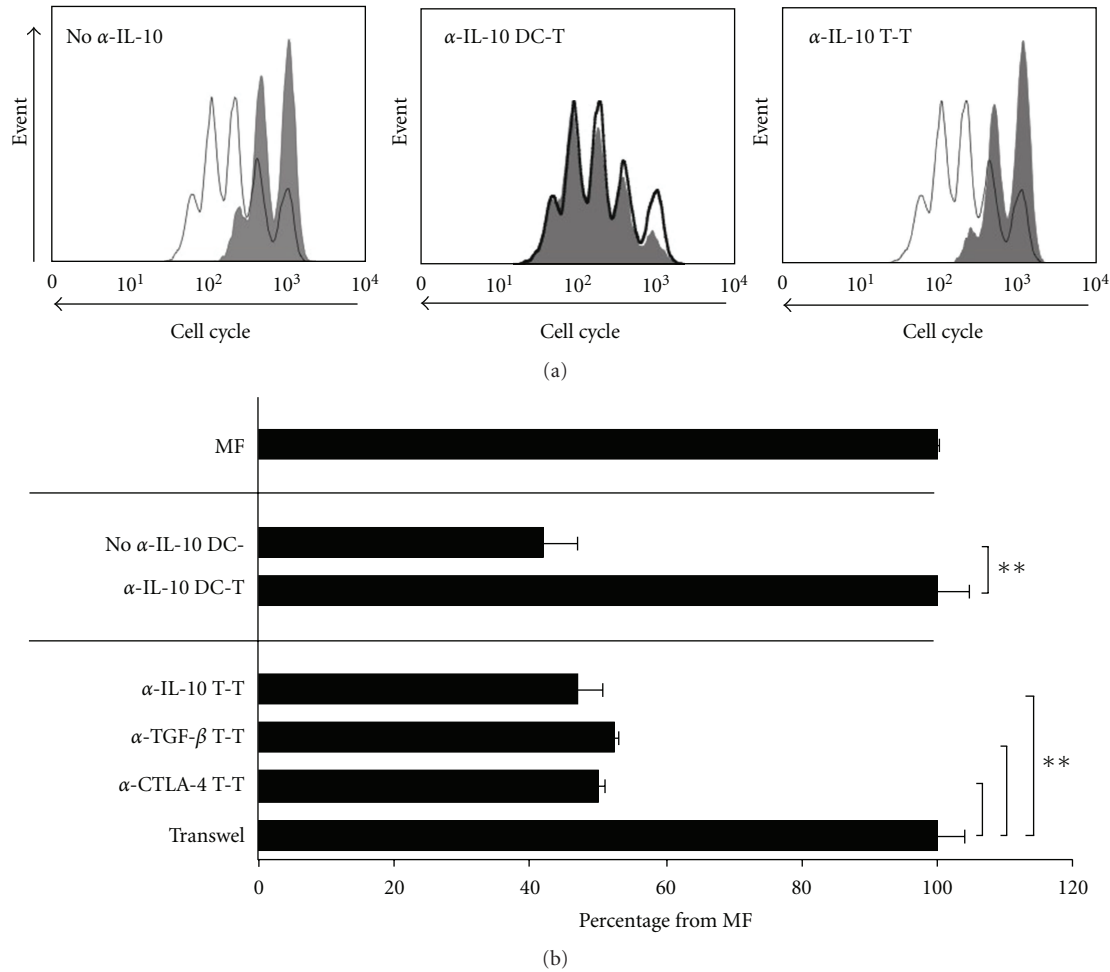 No α-IL-10
α-IL-10 DC-T
α-IL-10 T-T
Event
Event
Event
0 10¹ 10² 10³ 10⁴
0 10¹ 10² 10³ 10⁴
0 10¹ 10² 10³ 10⁴
Cell cycle
Cell cycle
Cell cycle
(a)
MF
No α-IL-10 DC-
α-IL-10 DC-T
**
α-IL-10 T-T
α-TGF-β T-T
α-CTLA-4 T-T
**
Transwel
0 20 40 60 80 100 120
Percentage from MF
(b)